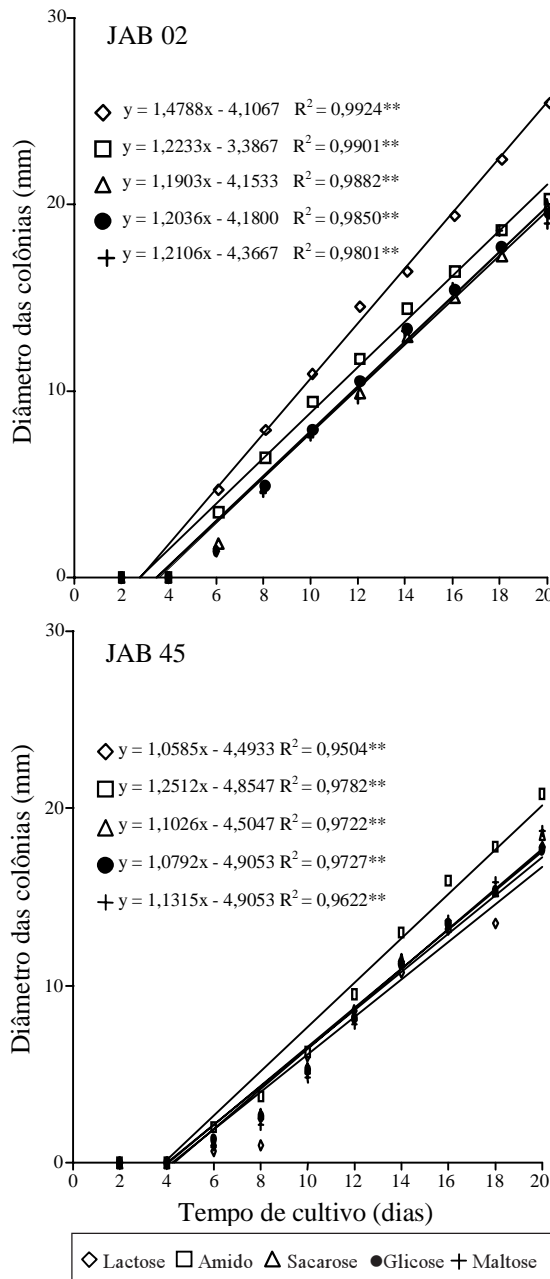 30
JAB 02
y = 1,4788x - 4,1067 R² = 0,9924**
y = 1,2233x - 3,3867 R² = 0,9901**
y = 1,1903x - 4,1533 R² = 0,9882**
y = 1,2036x - 4,1800 R² = 0,9850**
y = 1,2106x - 4,3667 R² = 0,9801**
Diâmetro das colônias (mm)
20
10
0
0 2 4 6 8 10 12 14 16 18 20
30
JAB 45
y = 1,0585x - 4,4933 R² = 0,9504**
y = 1,2512x - 4,8547 R² = 0,9782**
y = 1,1026x - 4,5047 R² = 0,9722**
y = 1,0792x - 4,9053 R² = 0,9727**
y = 1,1315x - 4,9053 R² = 0,9622**
Diâmetro das colônias (mm)
20
10
0
0 2 4 6 8 10 12 14 16 18 20
Tempo de cultivo (dias)
Lactose Amido Sacarose Glicose Maltose